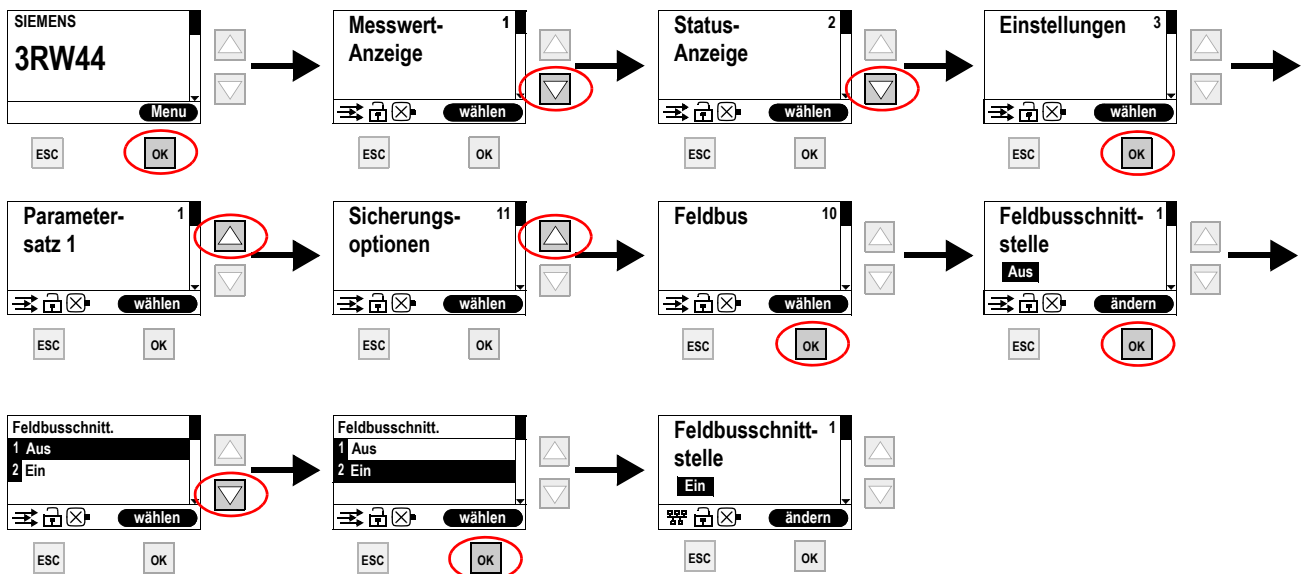 SIEMENS
3RW44
Menu
ESC OK
Messwert- 1
Anzeige
wählen
ESC OK
Status- 2
Anzeige
wählen
ESC OK
Einstellungen 3
wählen
ESC OK
Parameter- 1
satz 1
wählen
ESC OK
Sicherungs- 11
optionen
wählen
ESC OK
Feldbus 10
wählen
ESC OK
Feldbusschnitt- 1
stelle
Aus
ändern
ESC OK
Feldbusschnitt.
1 Aus
2 Ein
wählen
ESC OK
Feldbusschnitt.
1 Aus
2 Ein
wählen
ESC OK
Feldbusschnitt- 1
stelle
Ein
ändern
ESC OK